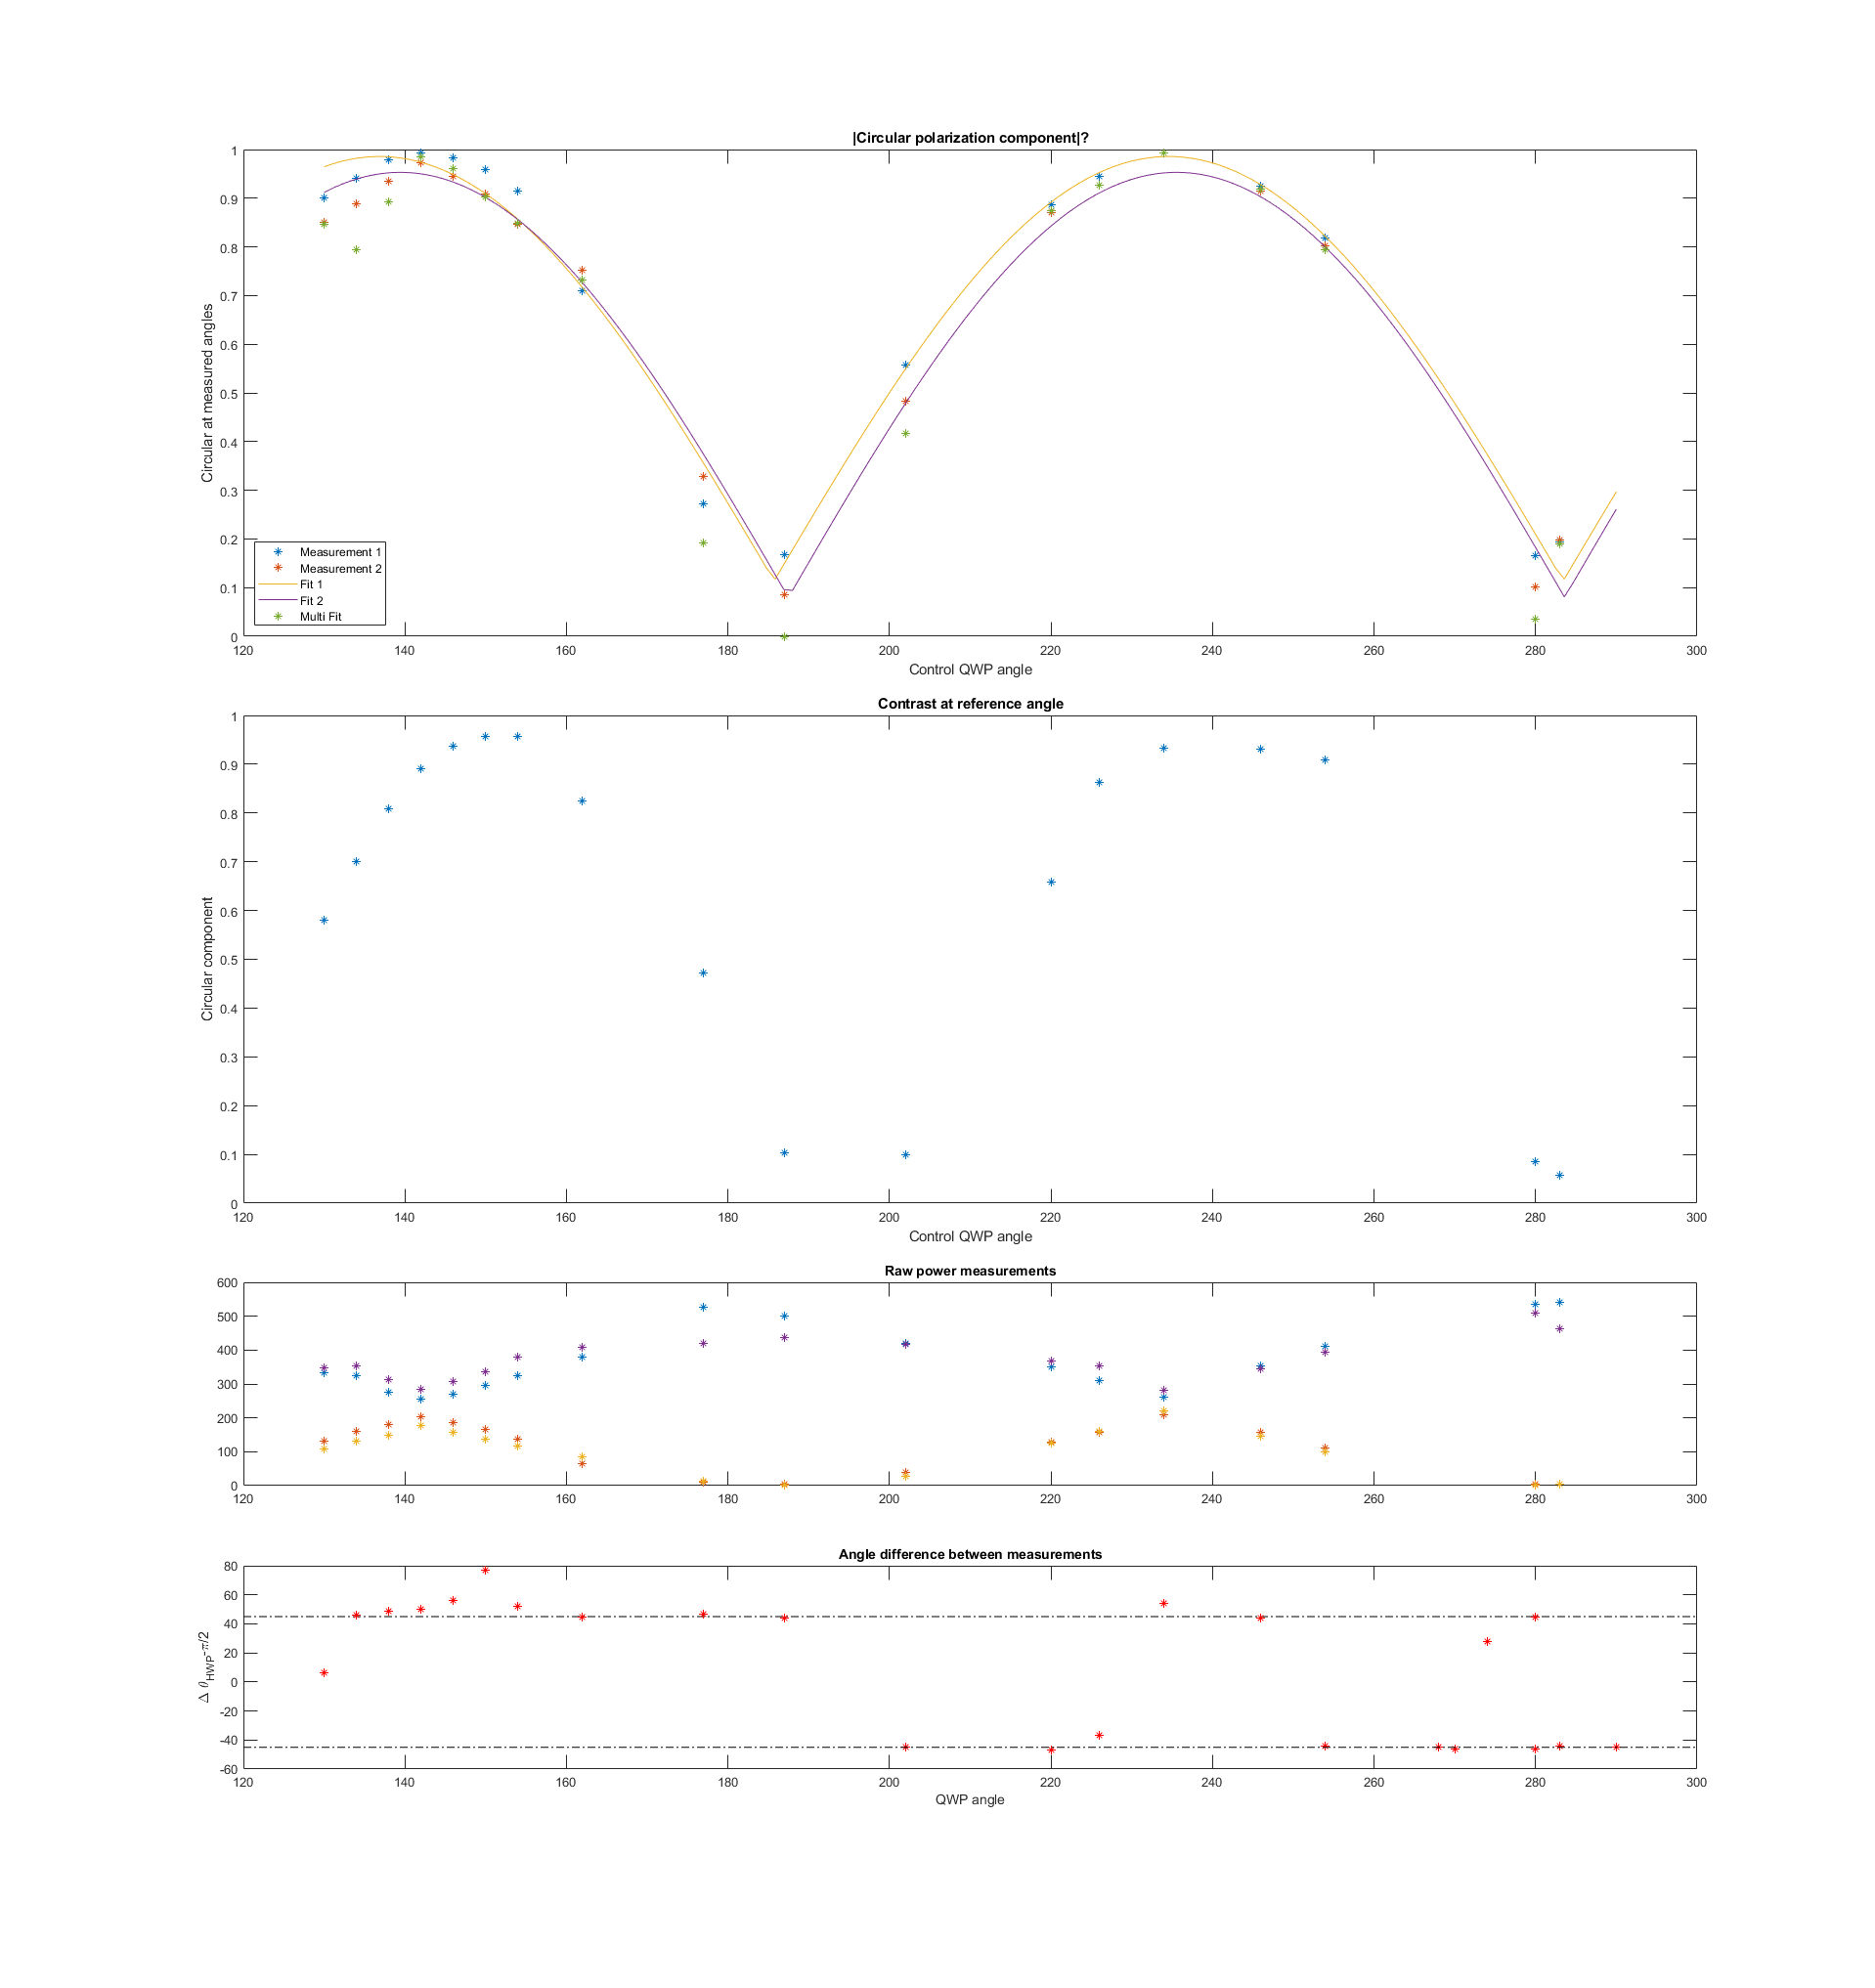 |Circular polarization component|?
1
0.9
0.8
0.7
0.6
0.5
0.4
0.3
0.2
0.1
0
Circular at measured angles
Measurement 1
Measurement 2
Fit 1
Fit 2
Multi Fit
120 140 160 180 200 220 240 260 280 300
Control QWP angle
Contrast at reference angle
1
0.9
0.8
0.7
0.6
0.5
0.4
0.3
0.2
0.1
0
Circular component
120 140 160 180 200 220 240 260 280 300
Control QWP angle
Raw power measurements
600
500
400
300
200
100
0
120 140 160 180 200 220 240 260 280 300
Angle difference between measurements
80
60
40
20
0
-20
-40
-60
Δ θHWP-π/2
120 140 160 180 200 220 240 260 280 300
QWP angle